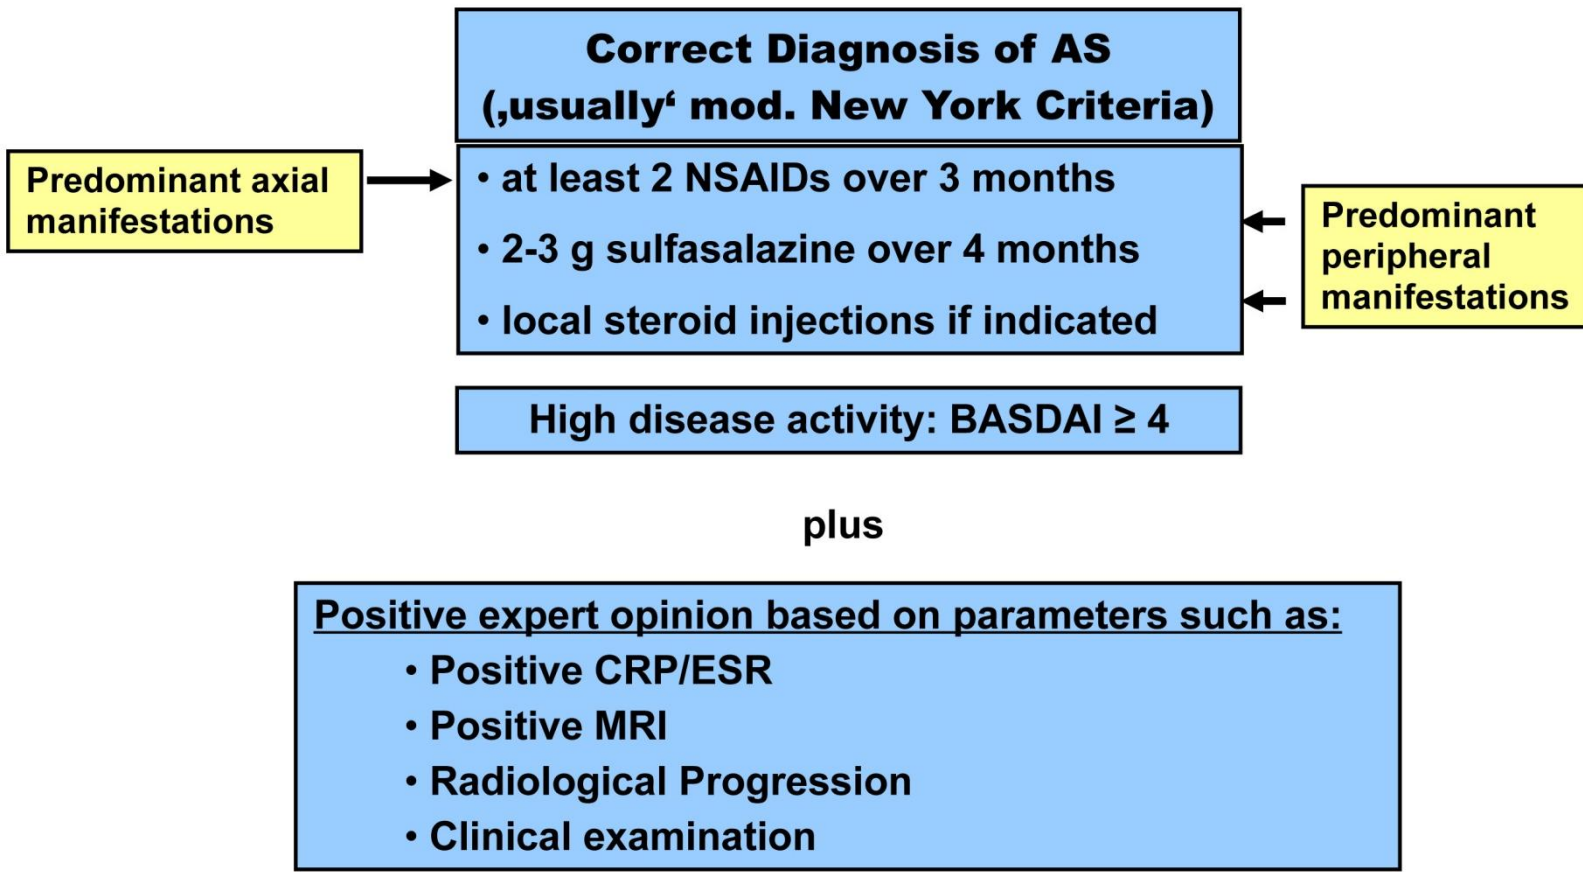 Correct Diagnosis of AS
(‚usually‘ mod. New York Criteria)
Predominant axial
manifestations
• at least 2 NSAIDs over 3 months
• 2-3 g sulfasalazine over 4 months
• local steroid injections if indicated
Predominant
peripheral
manifestations
High disease activity: BASDAI ≥ 4
plus
Positive expert opinion based on parameters such as:
• Positive CRP/ESR
• Positive MRI
• Radiological Progression
• Clinical examination